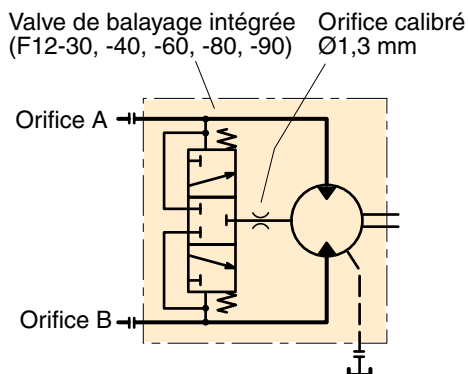 Valve de balayage intégrée
(F12-30, -40, -60, -80, -90)
Orifice calibré
Ø1,3 mm
Orifice A
Orifice B